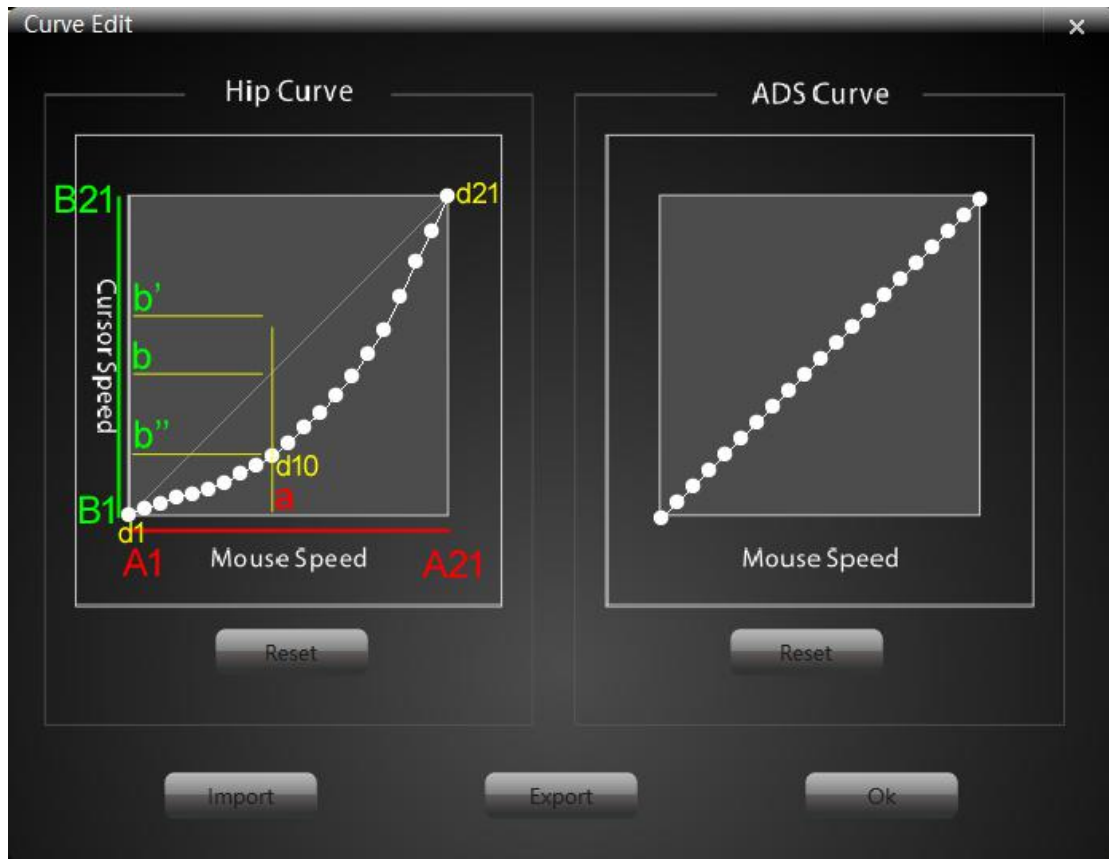 Curve Edit
×
Hip Curve
B21
d21
Cursor Speed
b'
b
b''
d10
a
B1
d1
A1
Mouse Speed
A21
Reset
ADS Curve
Mouse Speed
Reset
Import
Export
Ok